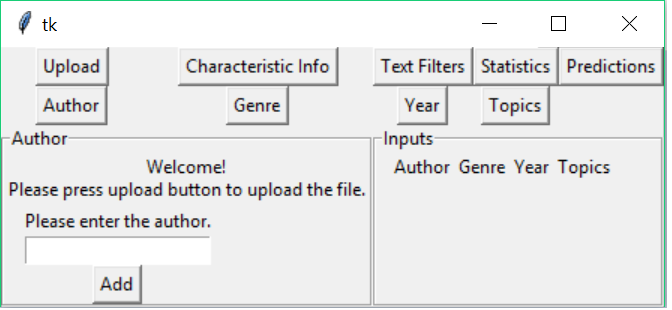 tk
Upload Characteristic Info Text Filters Statistics Predictions
Author Genre Year Topics
Author Inputs
Welcome! Author Genre Year Topics
Please press upload button to upload the file.
Please enter the author.
Add